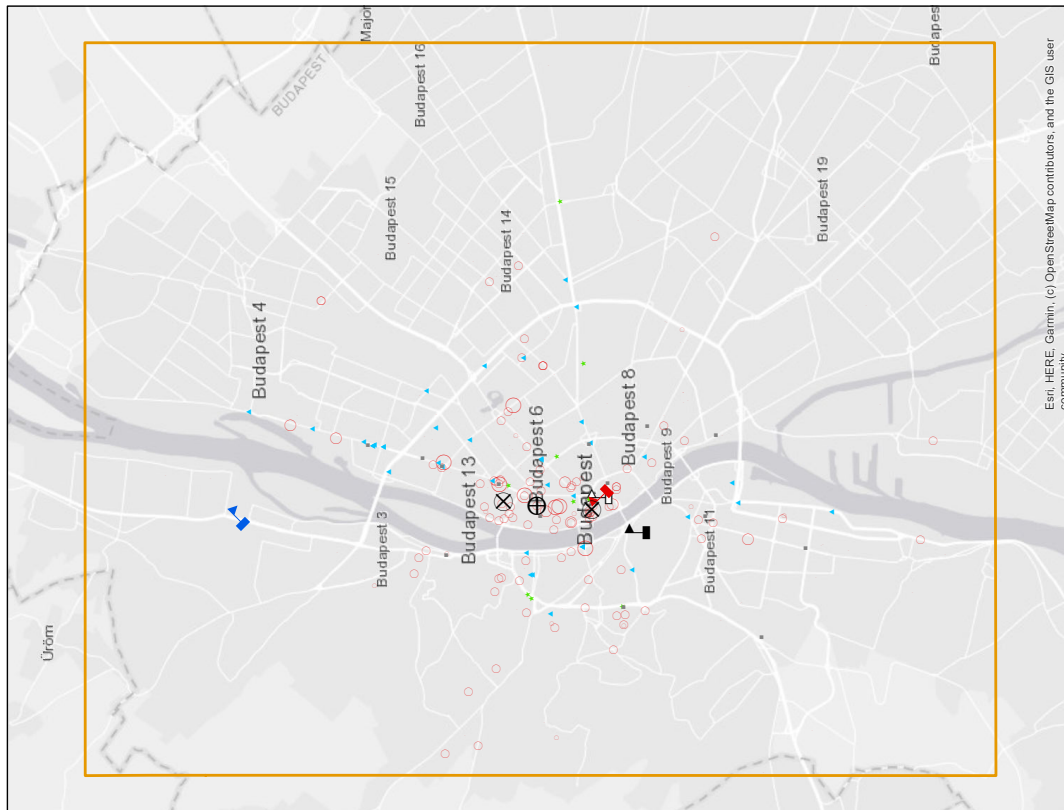 Major
Budapest
Budapest 16
BUDAPEST
Budapest 15
Budapest 14
Budapest 19
Budapest 4
Budapest 6
Budapest 8
Budapest 13
Budapest 9
Budapest
Budapest 3
Budapest 11
Üröm
Esri, HERE, Garmin, (c) OpenStreetMap contributors, and the GIS user
community